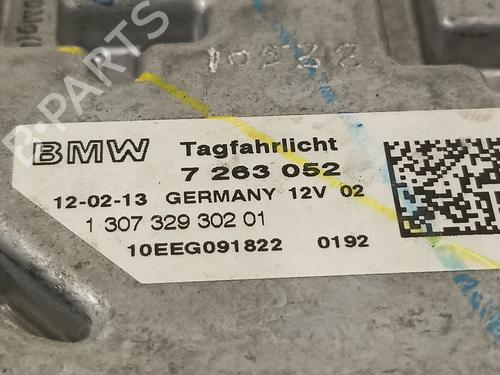 BMW Tagfahrlicht
7 263 052
12-02-13 GERMANY 12V 02
1 307 329 302 01
10EEG091822 0192
B-PARTS